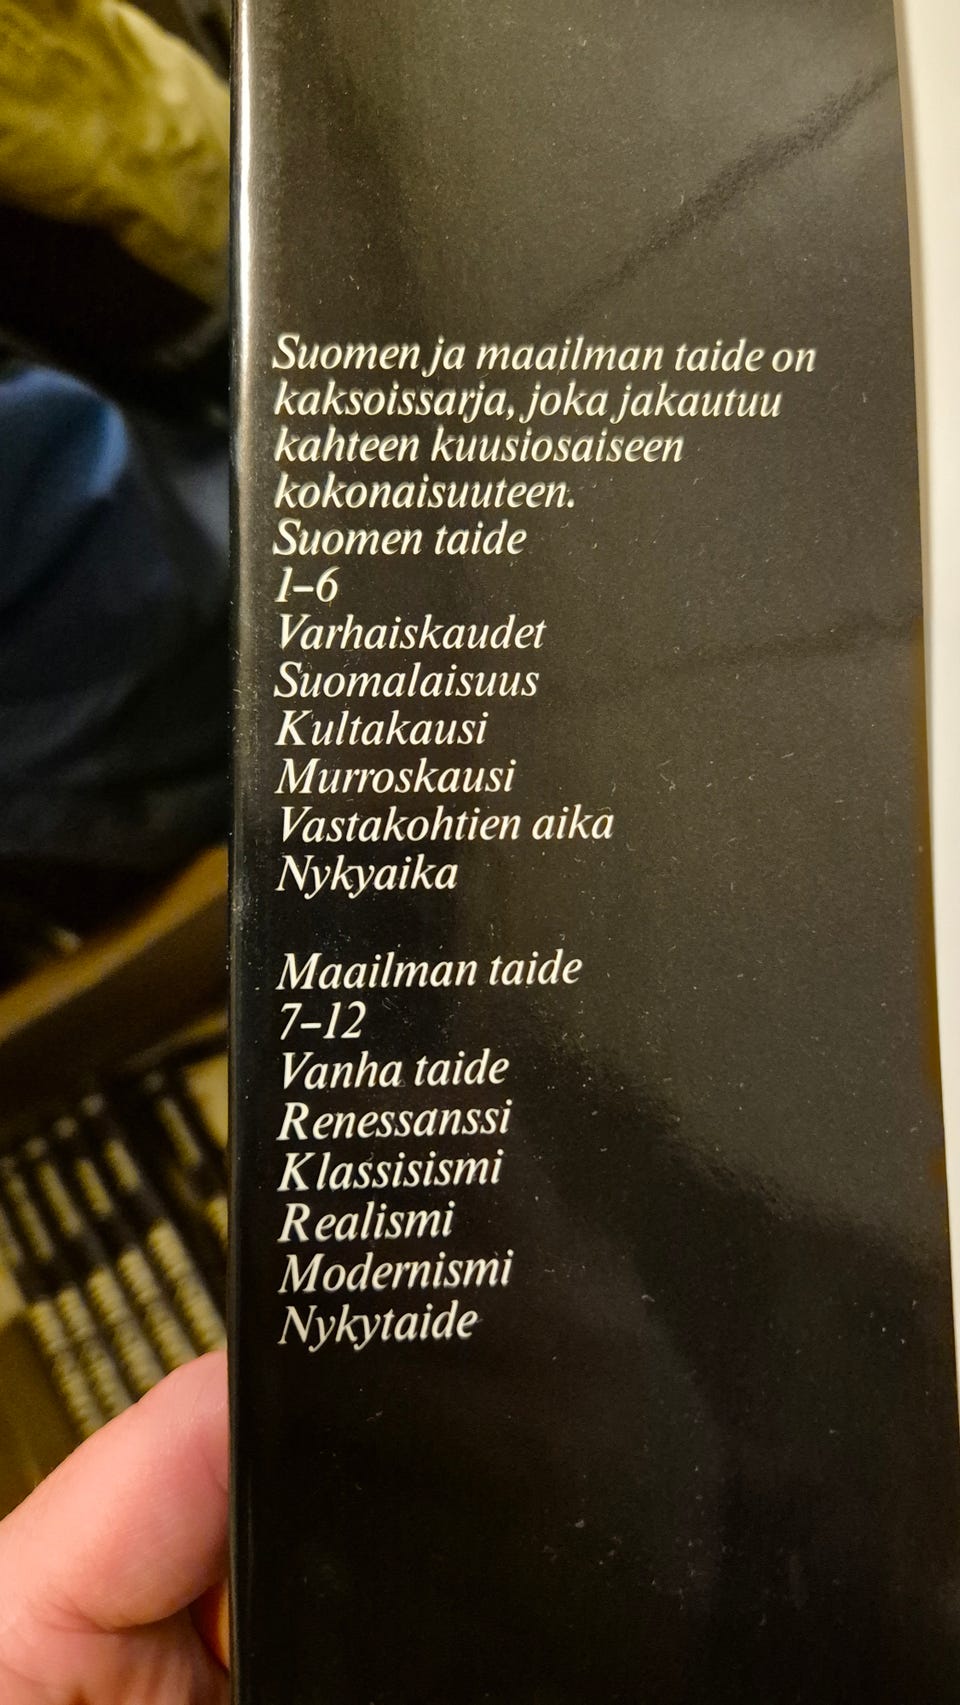 Suomen ja maailman taide on
kaksoissarja, joka jakautuu
kahteen kuusiosaiseen
kokonaisuuteen.
Suomen taide
1–6
Varhaiskaudet
Suomalaisuus
Kultakausi
Murroskausi
Vastakohtien aika
Nykyaika
Maailman taide
7–12
Vanha taide
Renessanssi
Klassisismi
Realismi
Modernismi
Nykytaide